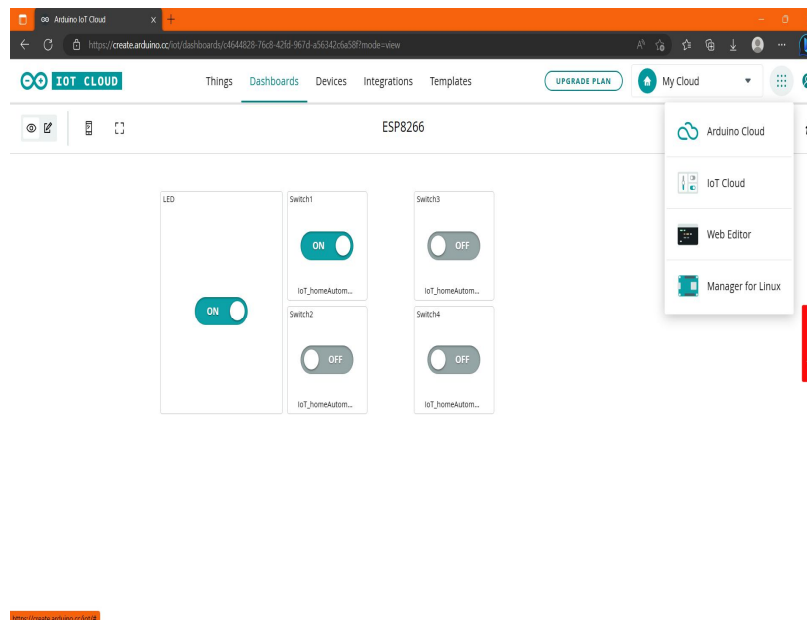 Arduino IoT Cloud
https://create.arduino.cc/iot/dashboards/c4644828-76c8-42fd-967d-a56342c6a58f?mode=view
IOT CLOUD
Things Dashboards Devices Integrations Templates
UPGRADE PLAN
My Cloud
ESP8266
Arduino Cloud
IoT Cloud
Web Editor
Manager for Linux
LED
ON
Switch1
ON
IoT_homeAutom...
Switch3
OFF
IoT_homeAutom...
Switch2
OFF
IoT_homeAutom...
Switch4
OFF
IoT_homeAutom...
https://create.arduino.cc/iot/#